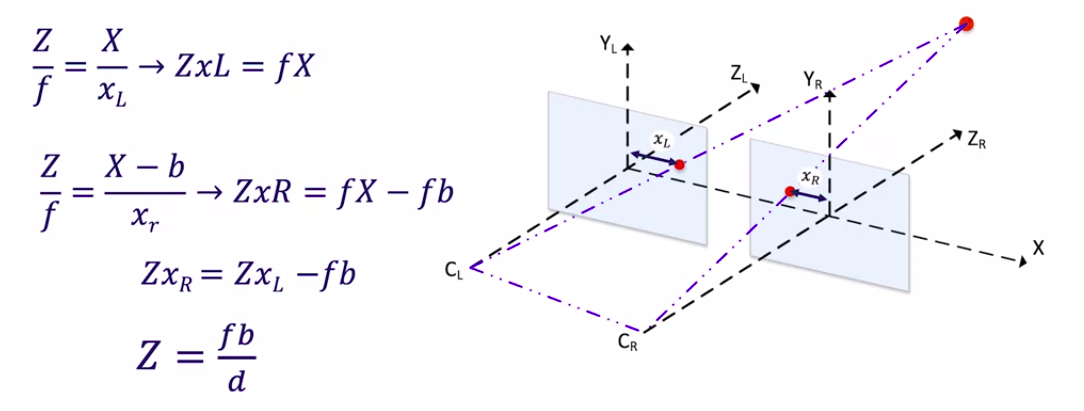 Z/f = X/x_L → ZxL = fX
Z/f = (X − b)/x_r → ZxR = fX − fb
Zx_R = Zx_L −fb
Z = fb/d
Y_L
Z_L
x_L
C_L
Y_R
Z_R
x_R
X
C_R